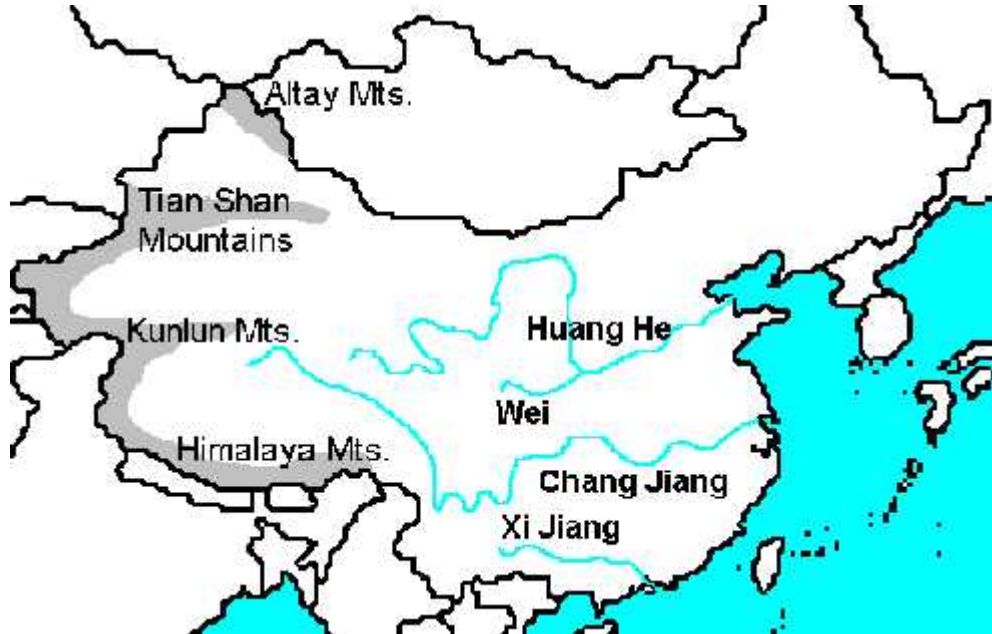 Altay Mts.
Tian Shan
Mountains
Kunlun Mts.
Huang He
Wei
Himalaya Mts.
Chang Jiang
Xi Jiang